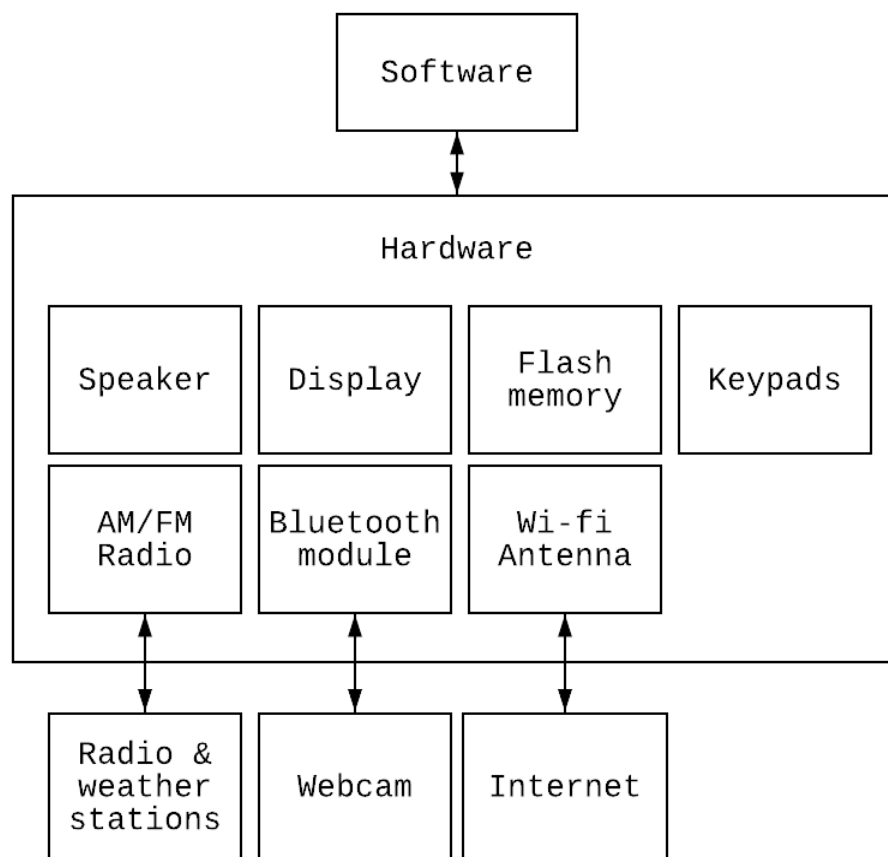 Software
Hardware
Speaker
Display
Flash
memory
Keypads
AM/FM
Radio
Bluetooth
module
Wi-fi
Antenna
Radio &
weather
stations
Webcam
Internet